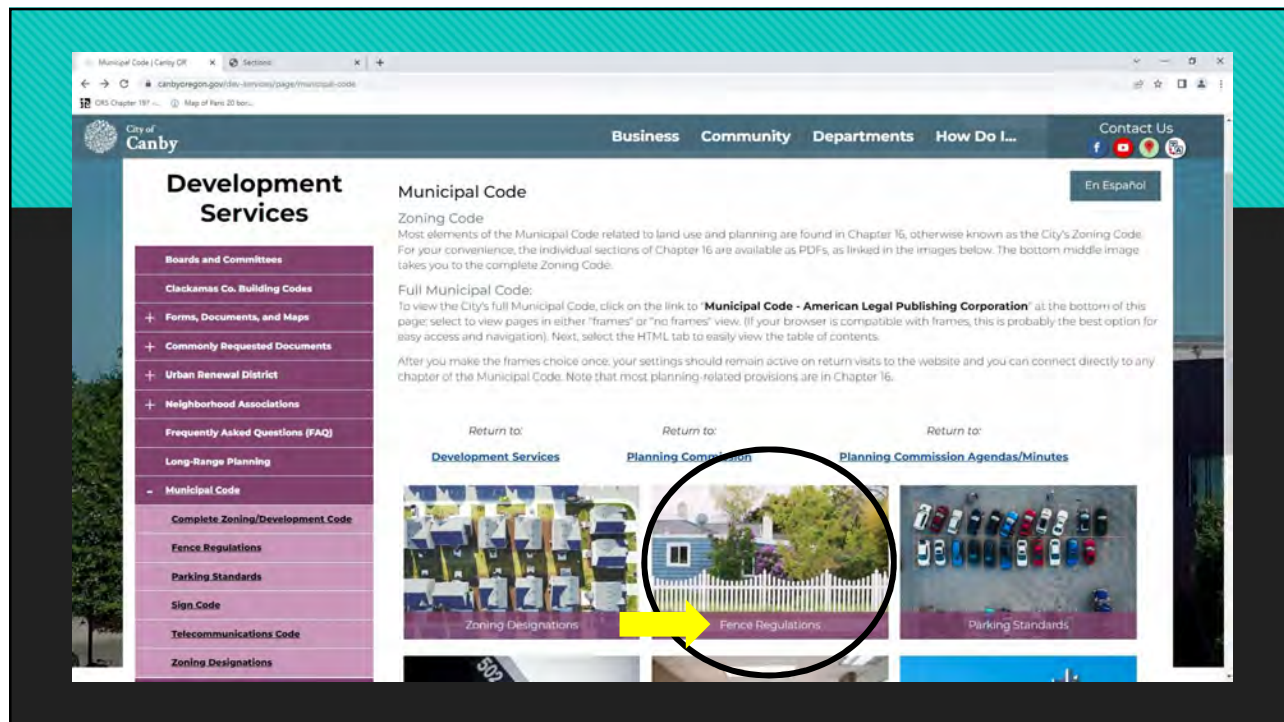 Municipal Code | Canby OR
Sections
canbyoregon.gov/dev-services/page/municipal-code
ORS Chapter 197
Map of Paris 20 bor...
City of
Canby
Business Community Departments How Do I...
Contact Us
Development
Services
Boards and Committees
Clackamas Co. Building Codes
+ Forms, Documents, and Maps
+ Commonly Requested Documents
+ Urban Renewal District
+ Neighborhood Associations
Frequently Asked Questions (FAQ)
Long-Range Planning
- Municipal Code
Complete Zoning/Development Code
Fence Regulations
Parking Standards
Sign Code
Telecommunications Code
Zoning Designations
En Español
Municipal Code
Zoning Code
Most elements of the Municipal Code related to land use and planning are found in Chapter 16, otherwise known as the City's Zoning Code.
For your convenience, the individual sections of Chapter 16 are available as PDFs, as linked in the images below. The bottom middle image
takes you to the complete Zoning Code.
Full Municipal Code:
To view the City's full Municipal Code, click on the link to "Municipal Code - American Legal Publishing Corporation" at the bottom of this
page; select to view pages in either "frames" or "no frames" view. (If your browser is compatible with frames, this is probably the best option for
easy access and navigation). Next, select the HTML tab to easily view the table of contents.
After you make the frames choice once, your settings should remain active on return visits to the website and you can connect directly to any
chapter of the Municipal Code. Note that most planning-related provisions are in Chapter 16.
Return to: Return to: Return to:
Development Services Planning Commission Planning Commission Agendas/Minutes
Zoning Designations Fence Regulations Parking Standards
502